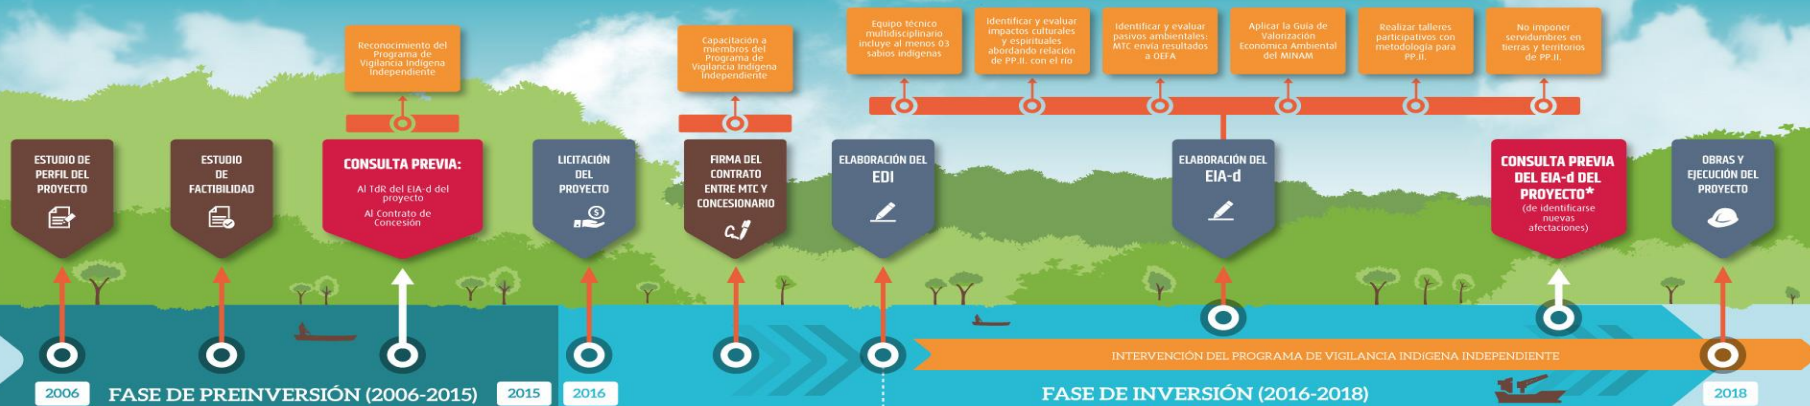 Reconocimiento del
Programa de
Vigilancia Indígena
Independiente
Capacitación a
miembros del
Programa de
Vigilancia Indígena
Independiente
Equipo técnico
multidisciplinario
incluye al menos 03
sabios indígenas
Identificar y evaluar
impactos culturales
y espirituales
abordando relación
de PP.II. con el río
Identificar y evaluar
pasivos ambientales:
MTC envía resultados
a OEFA
Aplicar la Guía de
Valorización
Económica Ambiental
del MINAM
Realizar talleres
participativos con
metodología para
PP.II.
No imponer
servidumbres en
tierras y territorios
de PP.II.
ESTUDIO DE
PERFIL DEL
PROYECTO
ESTUDIO
DE
FACTIBILIDAD
CONSULTA PREVIA:
Al TdR del EIA-d del
proyecto
Al Contrato de
Concesión
LICITACIÓN
DEL
PROYECTO
FIRMA DEL
CONTRATO
ENTRE MTC Y
CONCESIONARIO
ELABORACIÓN DEL
EDI
ELABORACIÓN DEL
EIA-d
CONSULTA PREVIA
DEL EIA-d DEL
PROYECTO*
(de identificarse
nuevas
afectaciones)
OBRAS Y
EJECUCIÓN DEL
PROYECTO
INTERVENCIÓN DEL PROGRAMA DE VIGILANCIA INDÍGENA INDEPENDIENTE
2006
FASE DE PREINVERSIÓN (2006-2015)
2015
2016
FASE DE INVERSIÓN (2016-2018)
2018